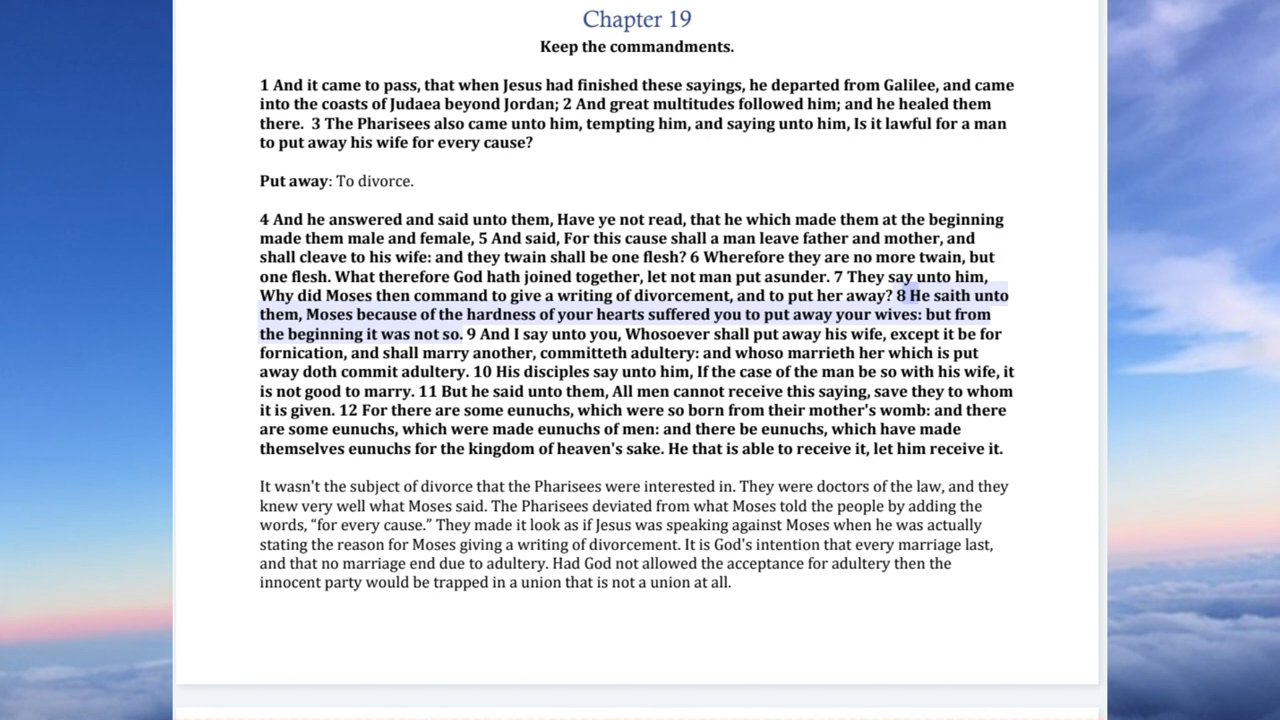 Chapter 19
Keep the commandments.
1 And it came to pass, that when Jesus had finished these sayings, he departed from Galilee, and came
into the coasts of Judaea beyond Jordan; 2 And great multitudes followed him; and he healed them
there.  3 The Pharisees also came unto him, tempting him, and saying unto him, Is it lawful for a man
to put away his wife for every cause?
Put away: To divorce.
4 And he answered and said unto them, Have ye not read, that he which made them at the beginning
made them male and female, 5 And said, For this cause shall a man leave father and mother, and
shall cleave to his wife: and they twain shall be one flesh? 6 Wherefore they are no more twain, but
one flesh. What therefore God hath joined together, let not man put asunder. 7 They say unto him,
Why did Moses then command to give a writing of divorcement, and to put her away? 8 He saith unto
them, Moses because of the hardness of your hearts suffered you to put away your wives: but from
the beginning it was not so. 9 And I say unto you, Whosoever shall put away his wife, except it be for
fornication, and shall marry another, committeth adultery: and whoso marrieth her which is put
away doth commit adultery. 10 His disciples say unto him, If the case of the man be so with his wife, it
is not good to marry. 11 But he said unto them, All men cannot receive this saying, save they to whom
it is given. 12 For there are some eunuchs, which were so born from their mother's womb: and there
are some eunuchs, which were made eunuchs of men: and there be eunuchs, which have made
themselves eunuchs for the kingdom of heaven's sake. He that is able to receive it, let him receive it.
It wasn't the subject of divorce that the Pharisees were interested in. They were doctors of the law, and they
knew very well what Moses said. The Pharisees deviated from what Moses told the people by adding the
words, “for every cause.” They made it look as if Jesus was speaking against Moses when he was actually
stating the reason for Moses giving a writing of divorcement. It is God's intention that every marriage last,
and that no marriage end due to adultery. Had God not allowed the acceptance for adultery then the
innocent party would be trapped in a union that is not a union at all.